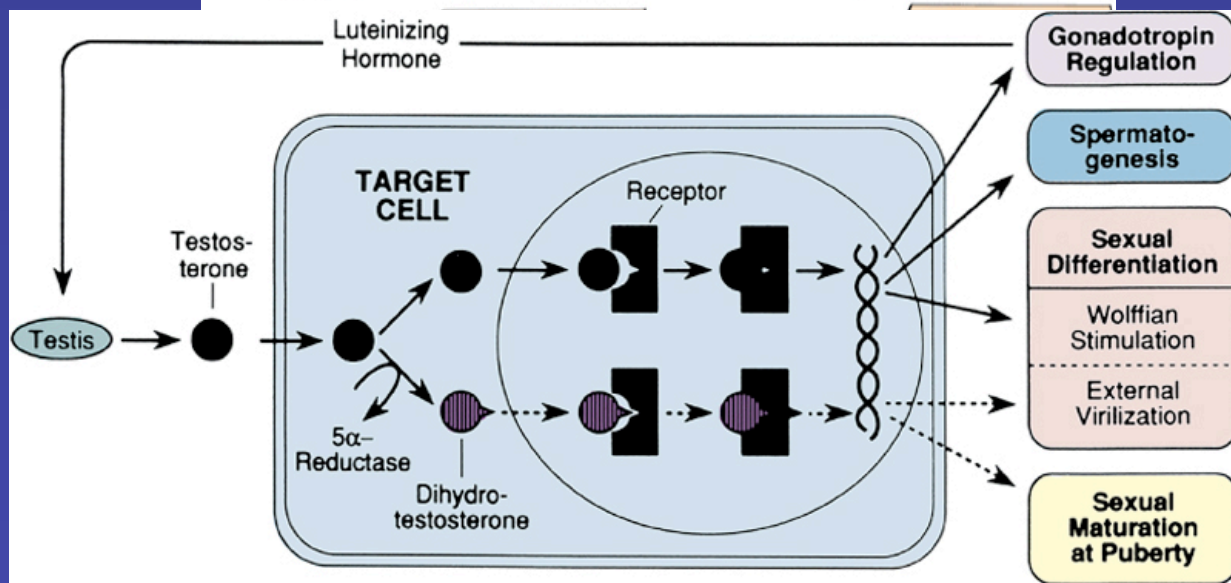 Luteinizing
Hormone
Gonadotropin
Regulation
Spermato-
genesis
TARGET
CELL
Receptor
Testos-
terone
Sexual
Differentiation
Wolffian
Stimulation
Testis
External
Virilization
5α–
Reductase
Dihydro-
testosterone
Sexual
Maturation
at Puberty